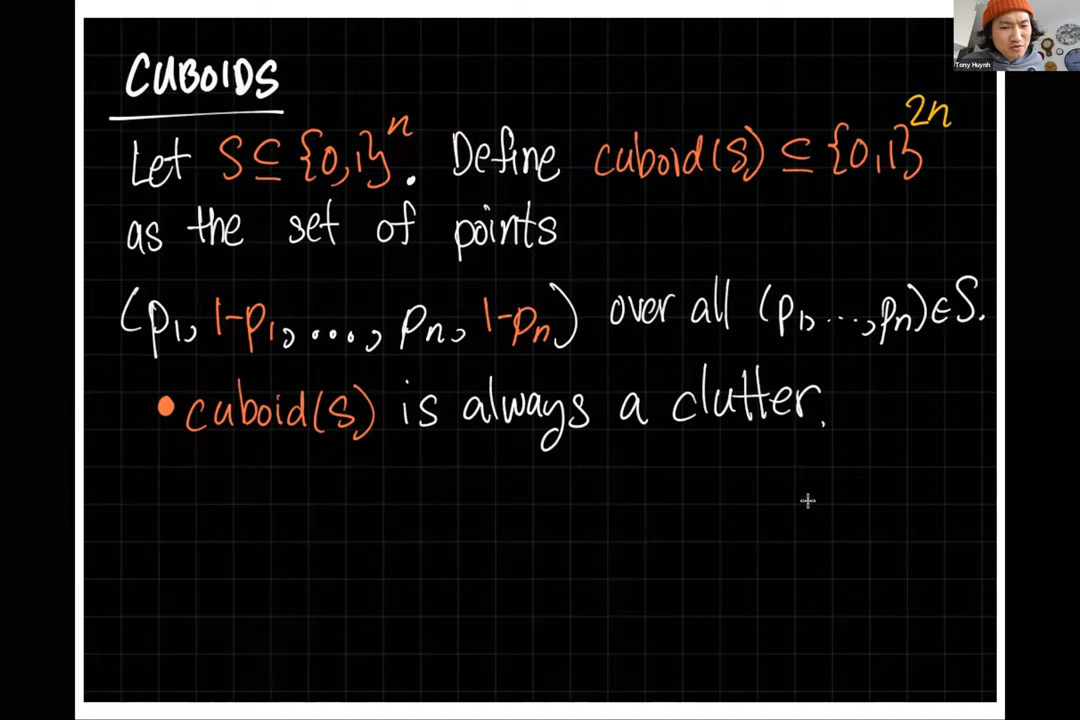 Tony Huynh
CUBOIDS
Let S ⊆ {0,1}ⁿ. Define cuboid(S) ⊆ {0,1}²ⁿ
as the set of points
(p₁, 1-p₁, ...., pₙ, 1-pₙ) over all (p₁, ..., pₙ) ∈ S.
• cuboid(S) is always a clutter.